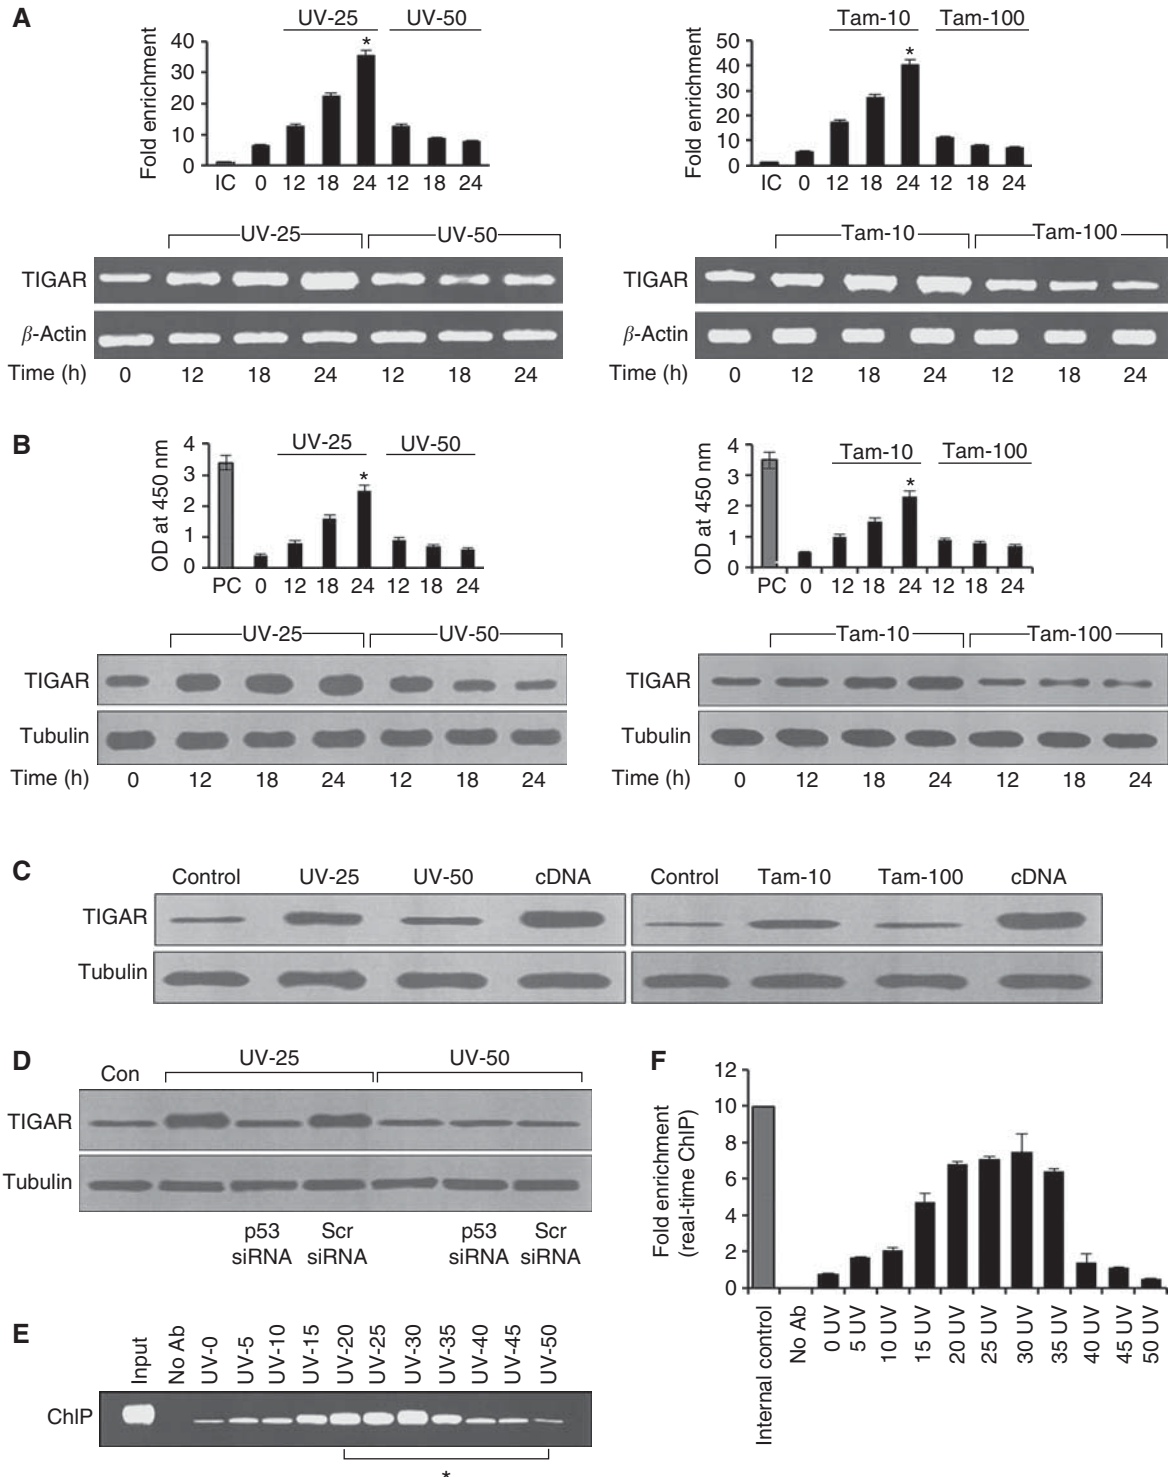 A
UV-25 UV-50
Fold enrichment
40
30
20
10
0
*
IC 0 12 18 24 12 18 24
Tam-10 Tam-100
Fold enrichment
50
40
30
20
10
0
*
IC 0 12 18 24 12 18 24
UV-25 UV-50
TIGAR
β-Actin
Time (h) 0 12 18 24 12 18 24
Tam-10 Tam-100
TIGAR
β-Actin
Time (h) 0 12 18 24 12 18 24
B
UV-25 UV-50
OD at 450 nm
4
3
2
1
0
*
PC 0 12 18 24 12 18 24
Tam-10 Tam-100
OD at 450 nm
4
3
2
1
0
*
PC 0 12 18 24 12 18 24
UV-25 UV-50
TIGAR
Tubulin
Time (h) 0 12 18 24 12 18 24
Tam-10 Tam-100
TIGAR
Tubulin
Time (h) 0 12 18 24 12 18 24
C
Control UV-25 UV-50 cDNA Control Tam-10 Tam-100 cDNA
TIGAR
Tubulin
D
Con UV-25 UV-50
TIGAR
Tubulin
p53 Scr p53 Scr
siRNA siRNA siRNA siRNA
E
Input No Ab UV-0 UV-5 UV-10 UV-15 UV-20 UV-25 UV-30 UV-35 UV-40 UV-45 UV-50
ChIP
*
F
Fold enrichment
(real-time ChIP)
12
10
8
6
4
2
0
Internal control No Ab 0 UV 5 UV 10 UV 15 UV 20 UV 25 UV 30 UV 35 UV 40 UV 45 UV 50 UV